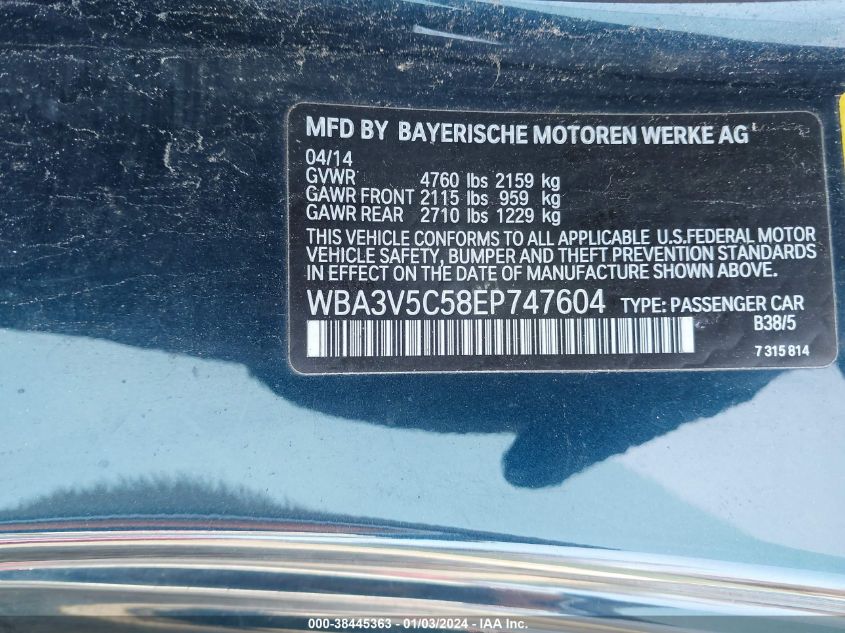 MFD BY BAYERISCHE MOTOREN WERKE AG
04/14
GVWR 4760 lbs 2159 kg
GAWR FRONT 2115 lbs 959 kg
GAWR REAR 2710 lbs 1229 kg
THIS VEHICLE CONFORMS TO ALL APPLICABLE U.S.FEDERAL MOTOR
VEHICLE SAFETY, BUMPER AND THEFT PREVENTION STANDARDS
IN EFFECT ON THE DATE OF MANUFACTURE SHOWN ABOVE.
WBA3V5C58EP747604 TYPE: PASSENGER CAR
B38/5
7 315 814
000-38445363 - 01/03/2024 - © IAA Inc.